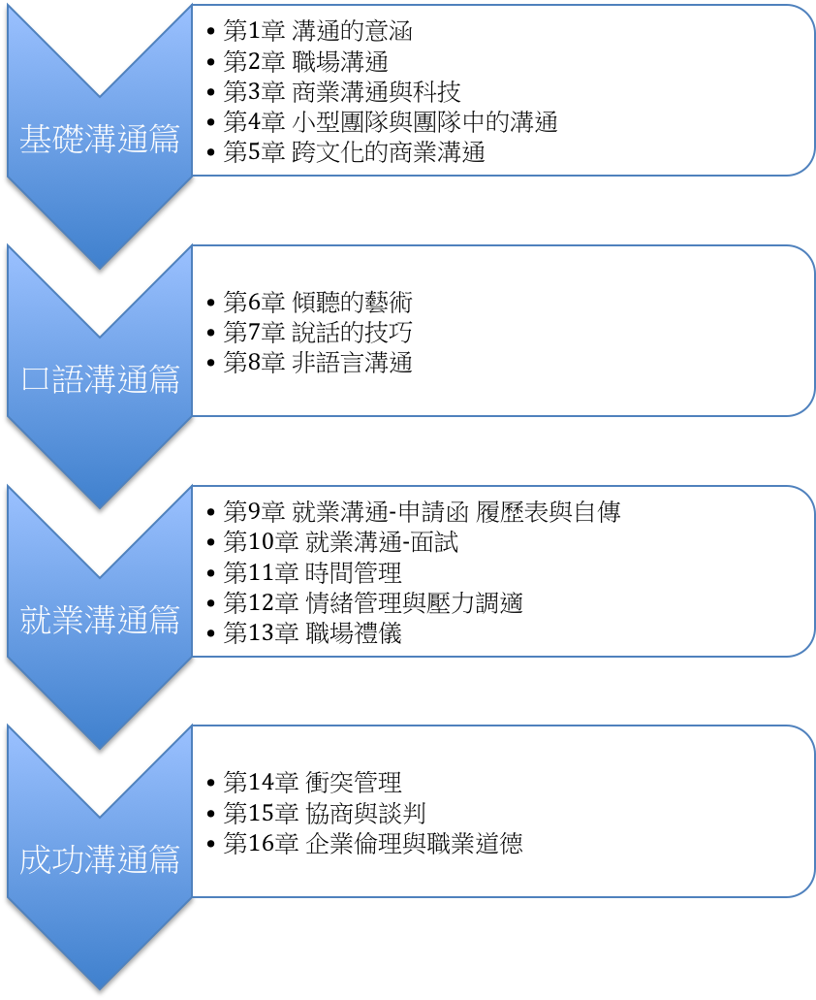 基礎溝通篇
• 第1章 溝通的意涵
• 第2章 職場溝通
• 第3章 商業溝通與科技
• 第4章 小型團隊與團隊中的溝通
• 第5章 跨文化的商業溝通
口語溝通篇
• 第6章 傾聽的藝術
• 第7章 說話的技巧
• 第8章 非語言溝通
就業溝通篇
• 第9章 就業溝通-申請函 履歷表與自傳
• 第10章 就業溝通-面試
• 第11章 時間管理
• 第12章 情緒管理與壓力調適
• 第13章 職場禮儀
成功溝通篇
• 第14章 衝突管理
• 第15章 協商與談判
• 第16章 企業倫理與職業道德